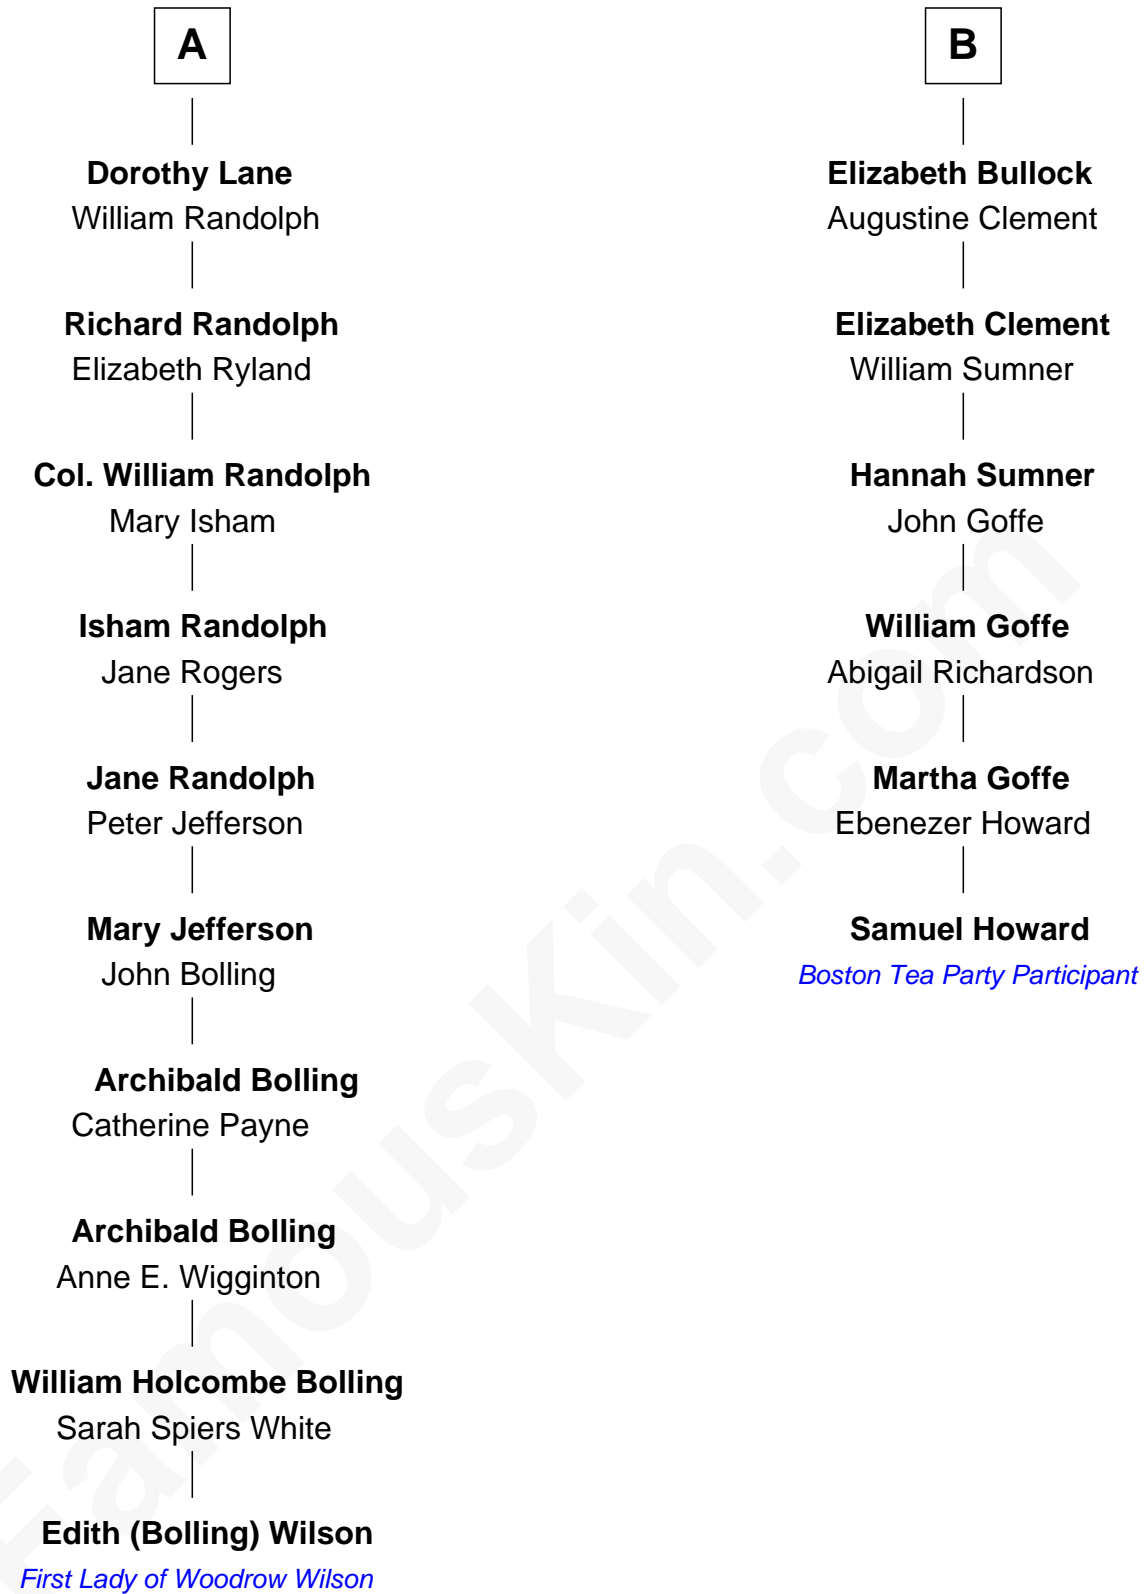 A
Dorothy Lane
William Randolph
Richard Randolph
Elizabeth Ryland
Col. William Randolph
Mary Isham
Isham Randolph
Jane Rogers
Jane Randolph
Peter Jefferson
Mary Jefferson
John Bolling
Archibald Bolling
Catherine Payne
Archibald Bolling
Anne E. Wigginton
William Holcombe Bolling
Sarah Spiers White
Edith (Bolling) Wilson
First Lady of Woodrow Wilson
B
Elizabeth Bullock
Augustine Clement
Elizabeth Clement
William Sumner
Hannah Sumner
John Goffe
William Goffe
Abigail Richardson
Martha Goffe
Ebenezer Howard
Samuel Howard
Boston Tea Party Participant
FamousKin.com